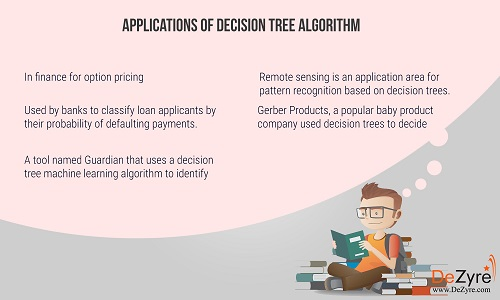 APPLICATIONS OF DECISION TREE ALGORITHM
In finance for option pricing
Used by banks to classify loan applicants by
their probability of defaulting payments.
A tool named Guardian that uses a decision
tree machine learning algorithm to identify
Remote sensing is an application area for
pattern recognition based on decision trees.
Gerber Products, a popular baby product
company used decision trees to decide
DeZyre
www.DeZyre.com